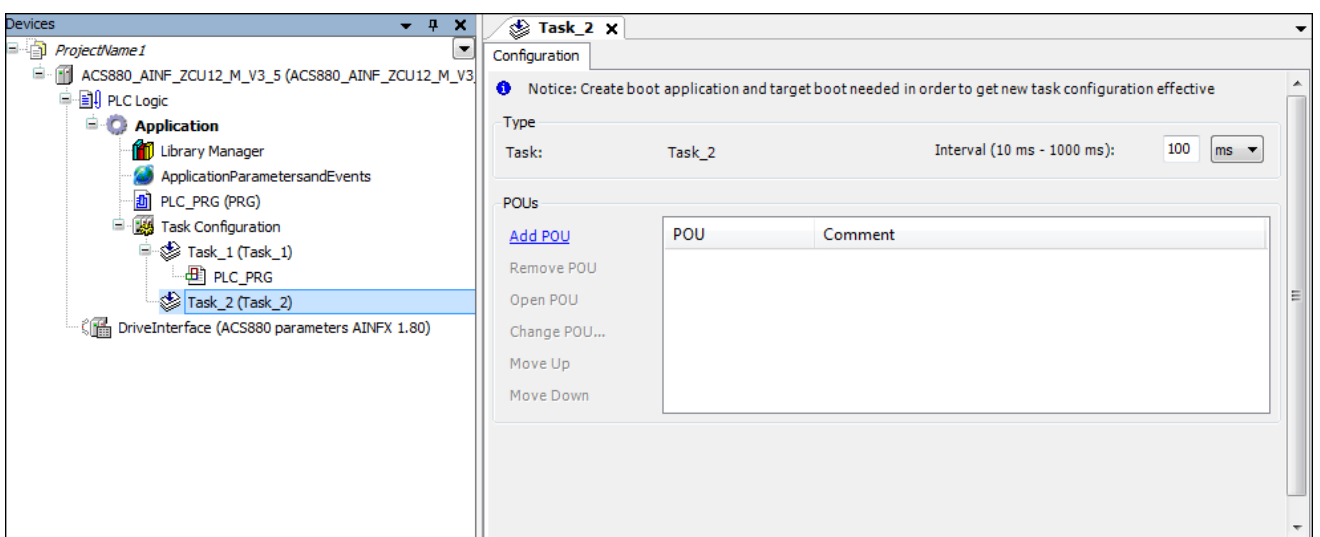 Devices
ProjectName1
ACS880_AINF_ZCU12_M_V3_5 (ACS880_AINF_ZCU12_M_V3_
PLC Logic
Application
Library Manager
ApplicationParametersandEvents
PLC_PRG (PRG)
Task Configuration
Task_1 (Task_1)
PLC_PRG
Task_2 (Task_2)
DriveInterface (ACS880 parameters AINFX 1.80)
Task_2
Configuration
Notice: Create boot application and target boot needed in order to get new task configuration effective
Type
Task: Task_2 Interval (10 ms - 1000 ms): 100 ms
POUs
Add POU
Remove POU
Open POU
Change POU...
Move Up
Move Down
POU Comment